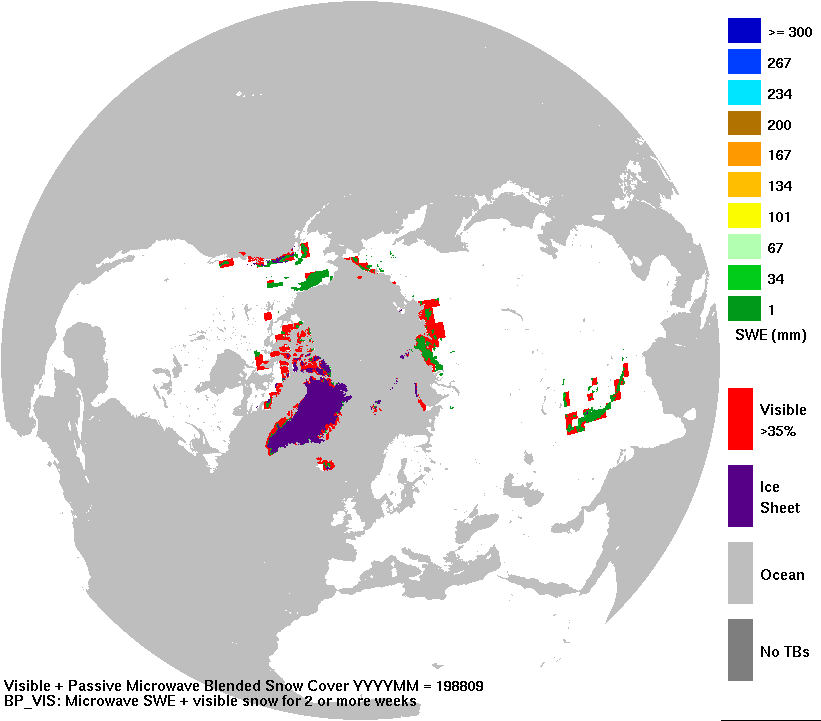 >= 300
267
234
200
167
134
101
67
34
1
SWE (mm)
Visible
>35%
Ice
Sheet
Ocean
No TBs
Visible + Passive Microwave Blended Snow Cover YYYYMM = 198809
BP_VIS: Microwave SWE + visible snow for 2 or more weeks